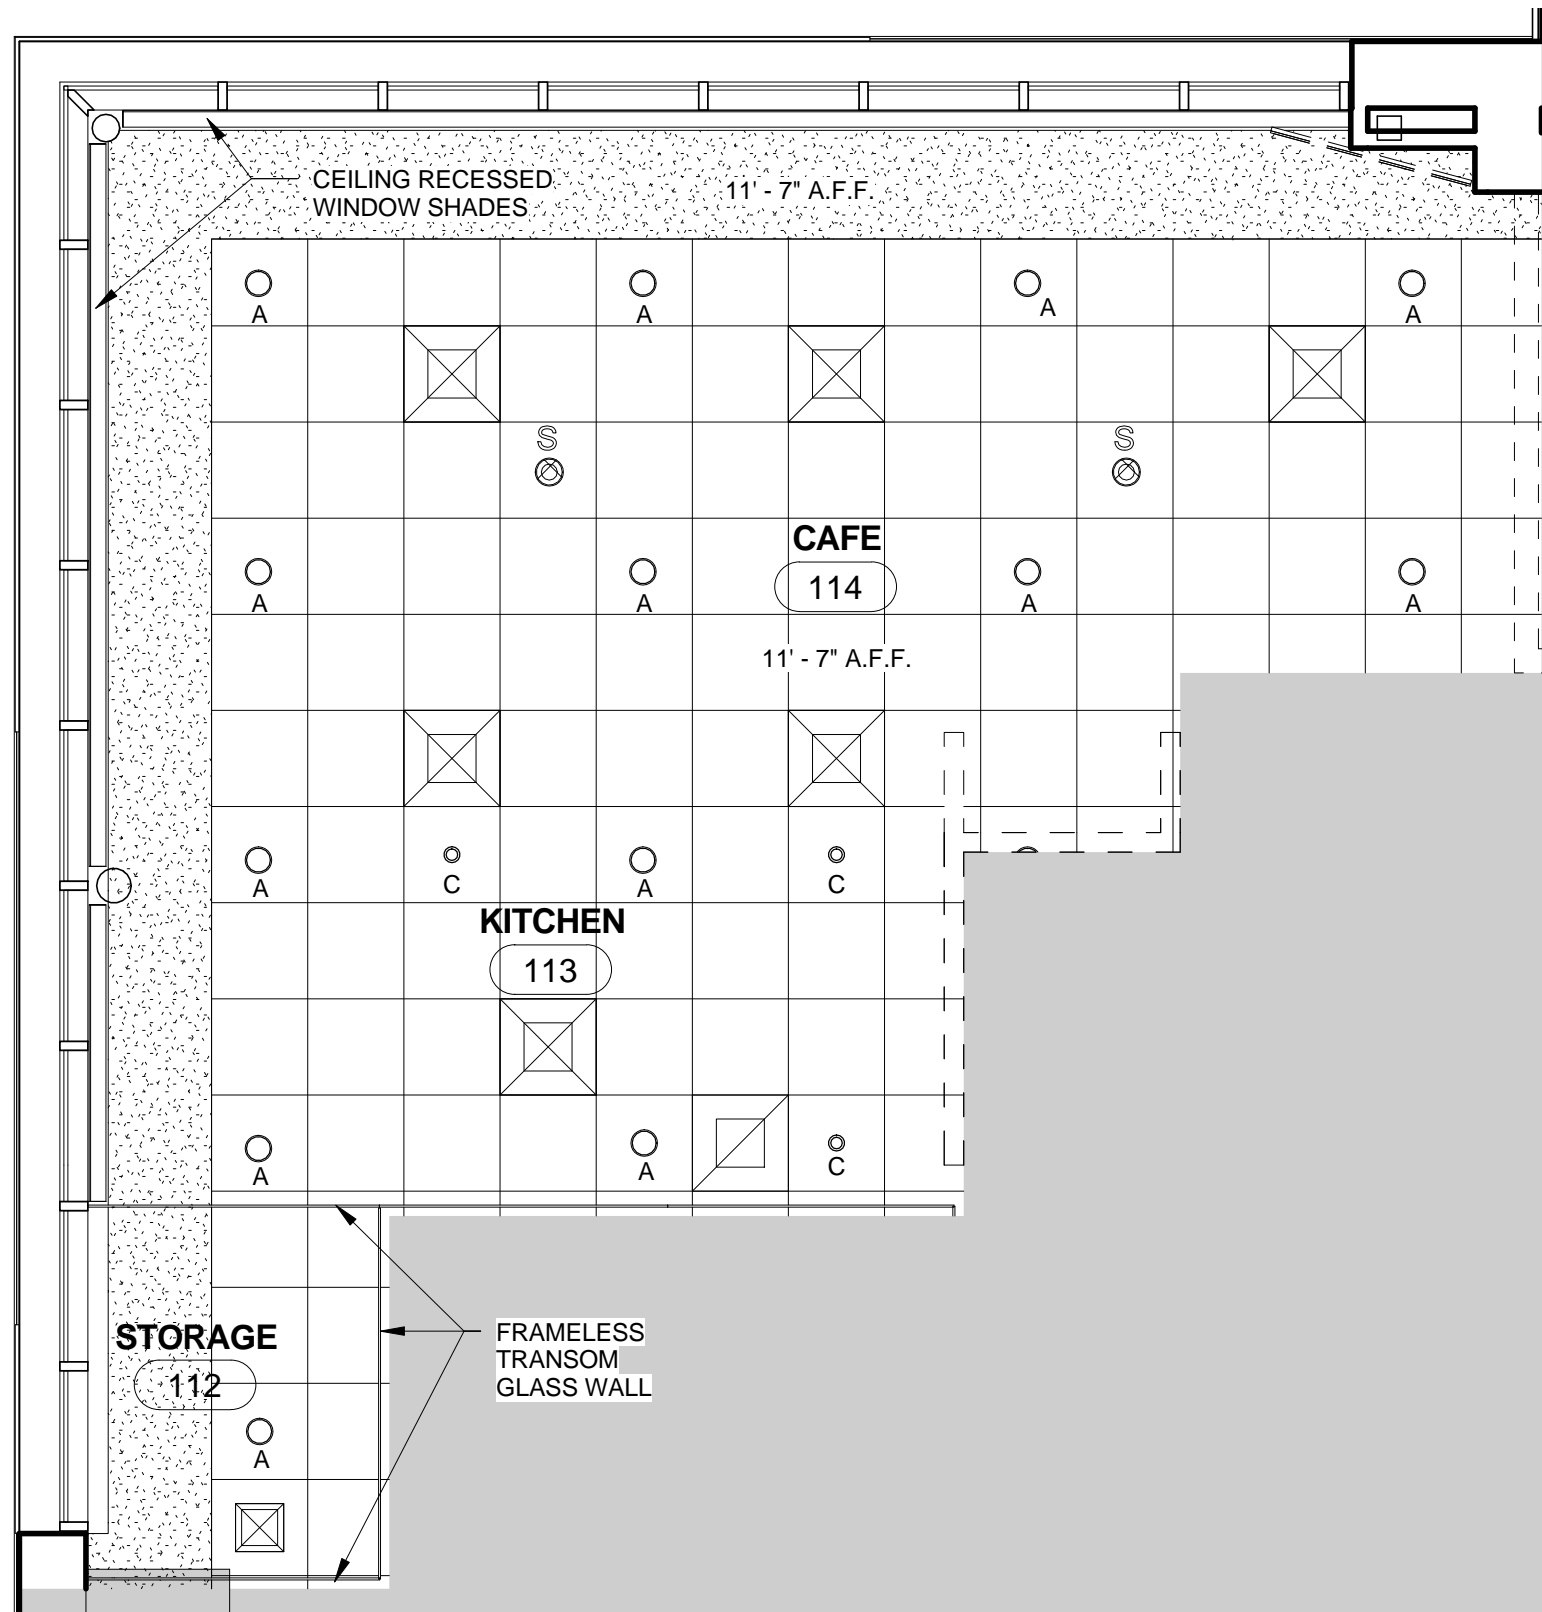 CEILING RECESSED
WINDOW SHADES
11' - 7" A.F.F.
A
A
A
A
S
S
CAFE
114
A
A
A
A
11' - 7" A.F.F.
A
C
A
C
KITCHEN
113
A
A
C
STORAGE
112
FRAMELESS
TRANSOM
GLASS WALL
A